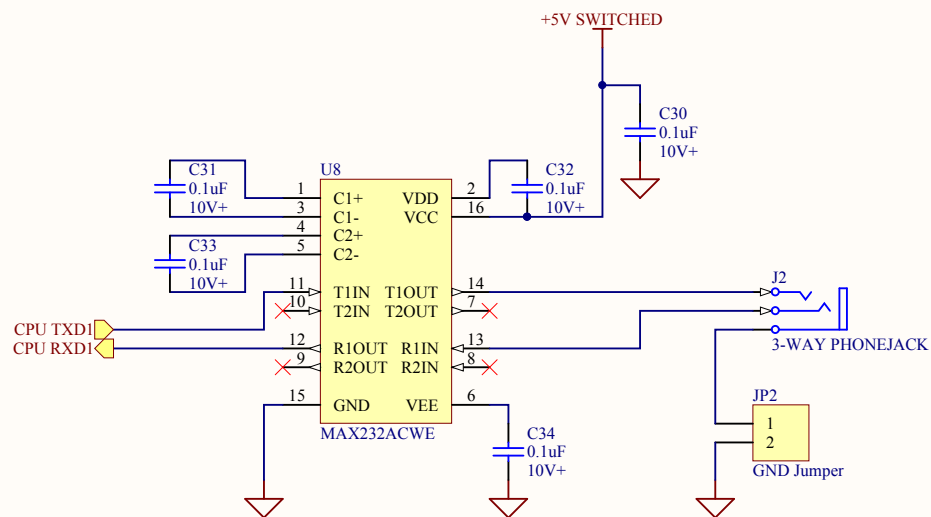 +5V SWITCHED
C30
0.1uF
10V+
U8
C31
0.1uF
10V+
C32
0.1uF
10V+
1
C1+
VDD
2
3
C1-
VCC
16
4
C2+
5
C2-
C33
0.1uF
10V+
11
T1IN
T1OUT
14
10
T2IN
T2OUT
7
J2
CPU TXD1
CPU RXD1
12
R1OUT
R1IN
13
9
R2OUT
R2IN
8
3-WAY PHONEJACK
15
GND
VEE
6
MAX232ACWE
C34
0.1uF
10V+
JP2
1
2
GND Jumper